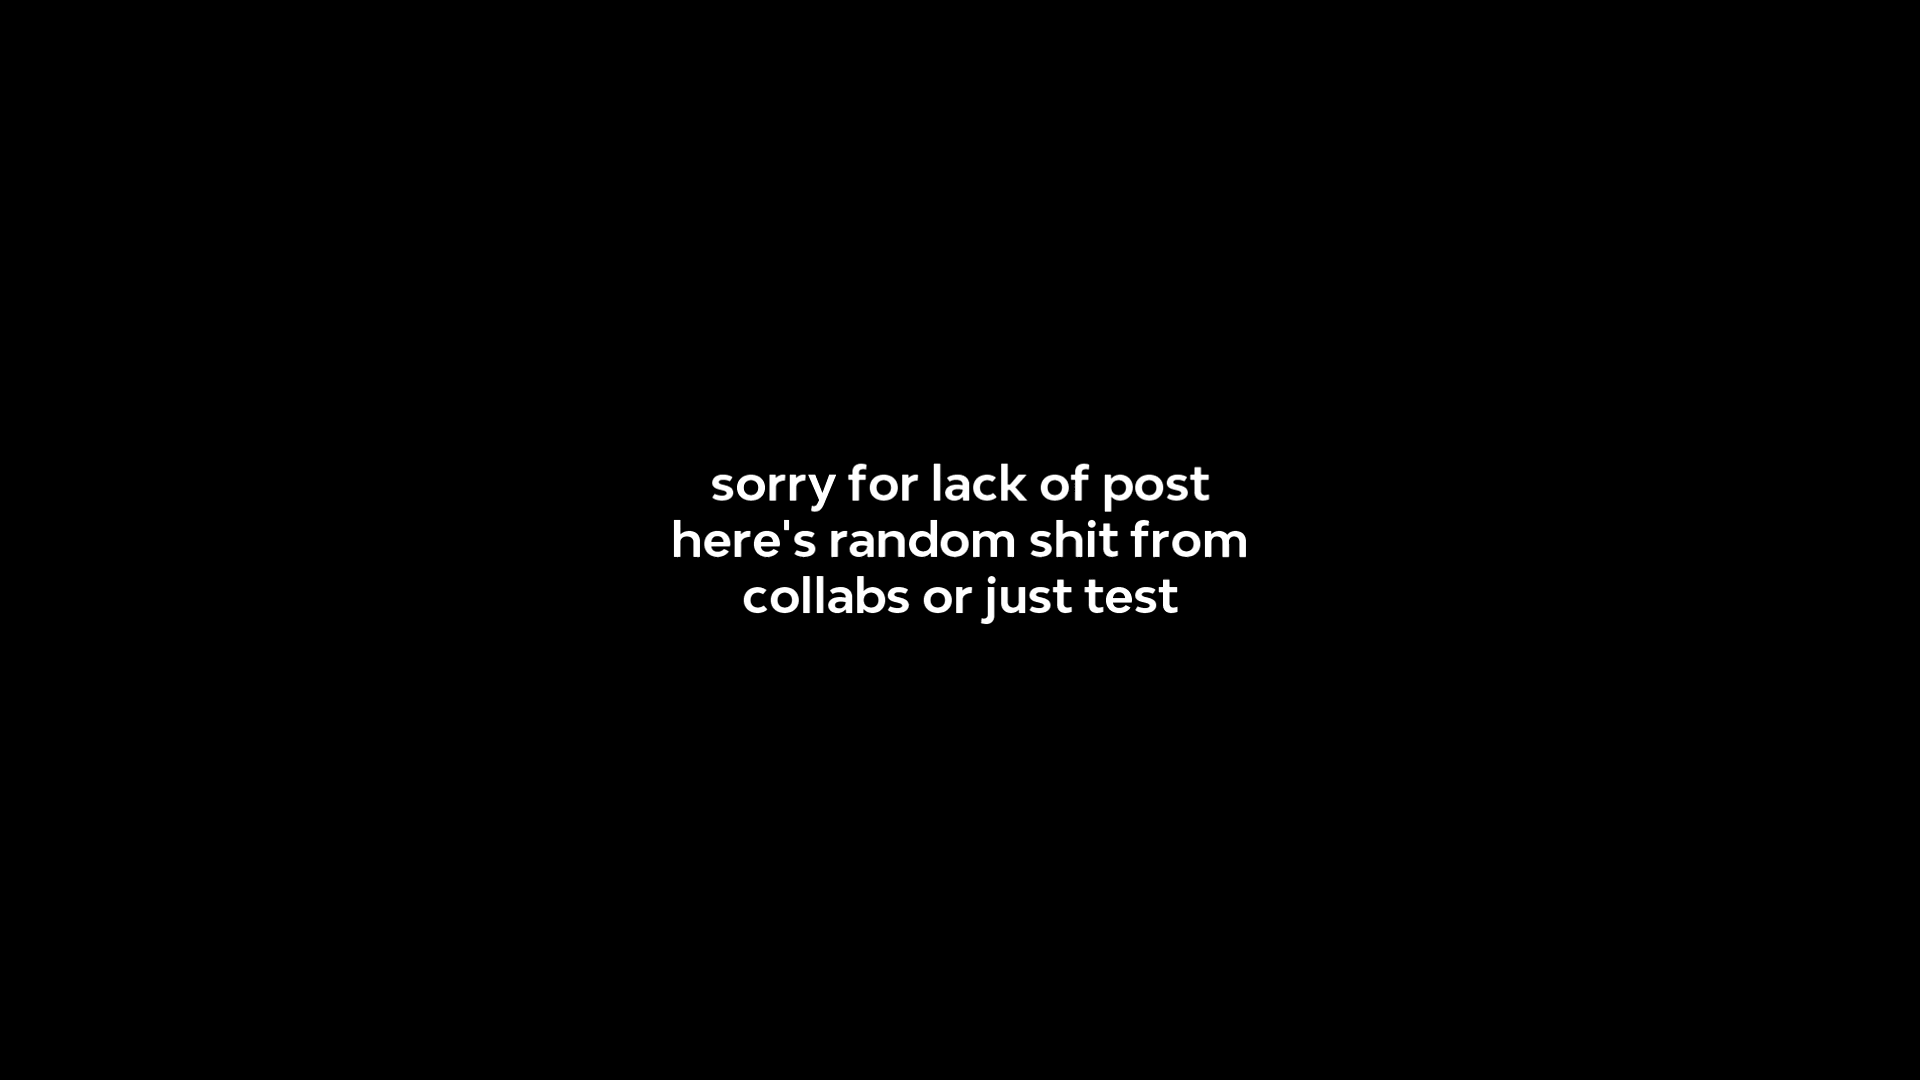 sorry for lack of post
here's random shit from
collabs or just test